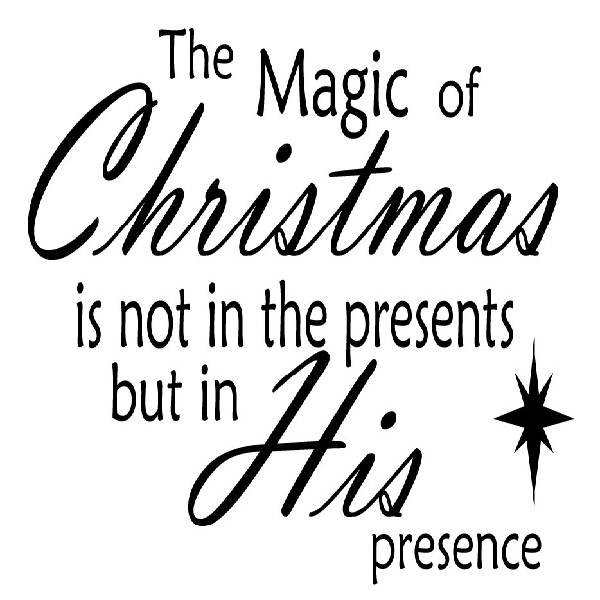 The Magic of
Christmas
is not in the presents
but in His
presence